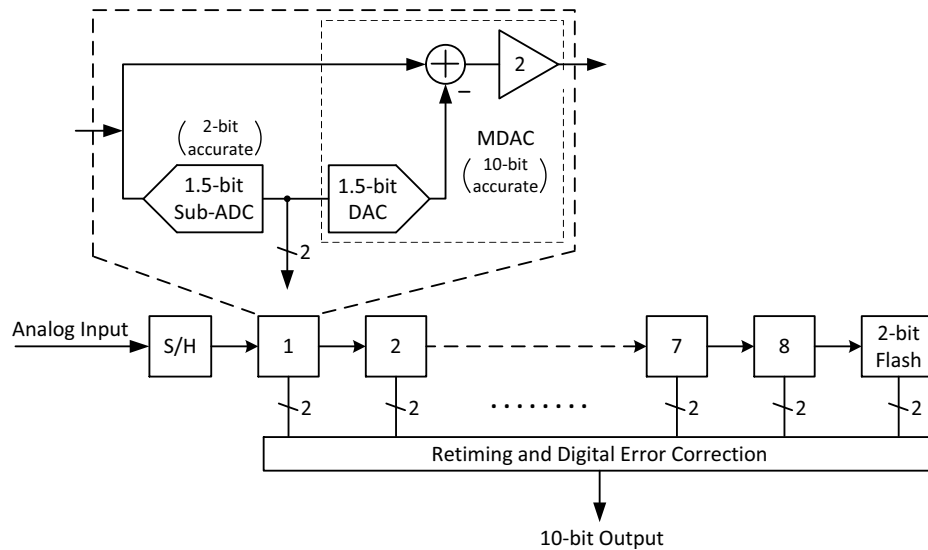 2
2-bit
accurate
MDAC
10-bit
accurate
1.5-bit
Sub-ADC
1.5-bit
DAC
2
Analog Input
S/H
1
2
7
8
2-bit
Flash
2
2
2
2
2
Retiming and Digital Error Correction
10-bit Output